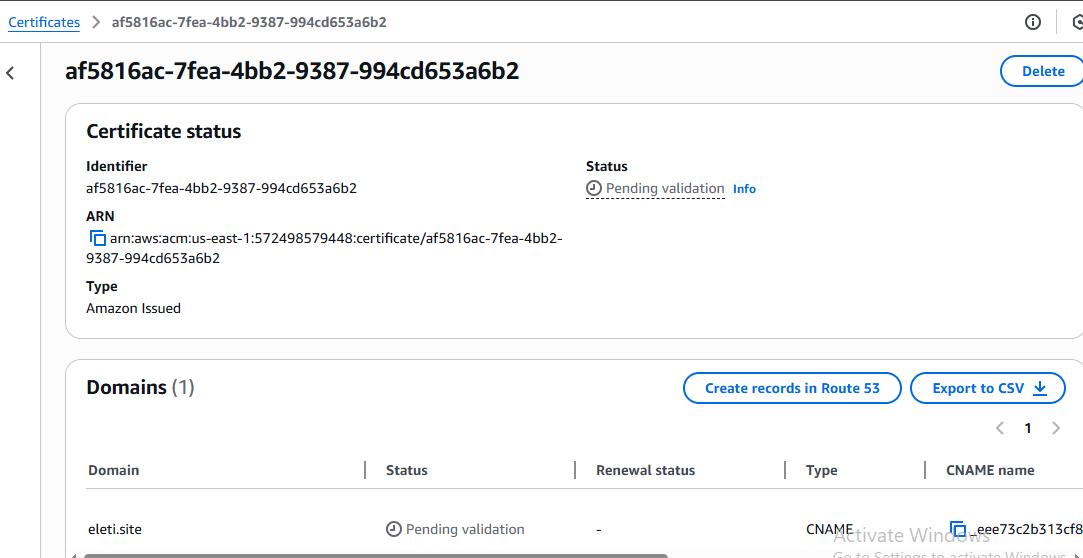 Certificates > af5816ac-7fea-4bb2-9387-994cd653a6b2
af5816ac-7fea-4bb2-9387-994cd653a6b2
Delete
Certificate status
Identifier
af5816ac-7fea-4bb2-9387-994cd653a6b2
Status
Pending validation Info
ARN
arn:aws:acm:us-east-1:572498579448:certificate/af5816ac-7fea-4bb2-
9387-994cd653a6b2
Type
Amazon Issued
Domains (1)
Create records in Route 53
Export to CSV
1
Domain Status Renewal status Type CNAME name
eleti.site Pending validation - CNAME _eee73c2b313cf8
Activate Windows
Go to Settings to activate Windows